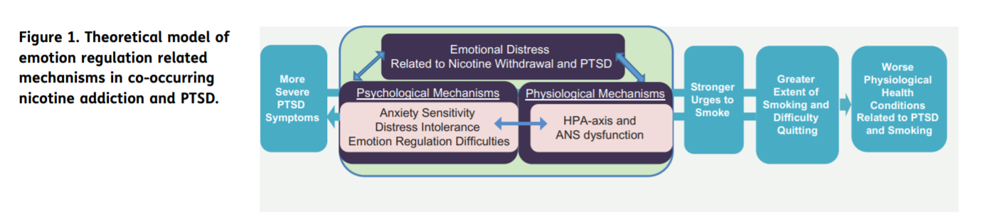 Figure 1. Theoretical model of
emotion regulation related
mechanisms in co-occurring
nicotine addiction and PTSD.
More
Severe
PTSD
Symptoms
Emotional Distress
Related to Nicotine Withdrawal and PTSD
Psychological Mechanisms
Anxiety Sensitivity
Distress Intolerance
Emotion Regulation Difficulties
Physiological Mechanisms
HPA-axis and
ANS dysfunction
Stronger
Urges to
Smoke
Greater
Extent of
Smoking and
Difficulty
Quitting
Worse
Physiological
Health
Conditions
Related to PTSD
and Smoking